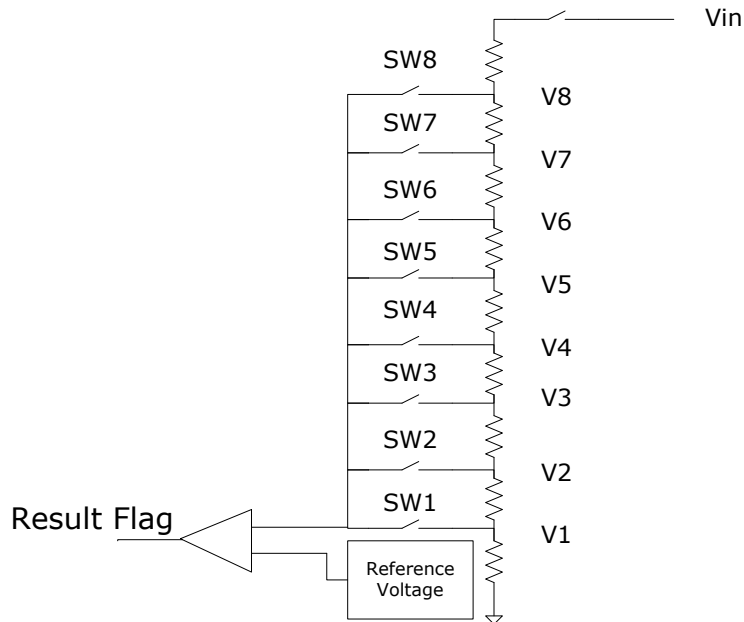 Vin
SW8
V8
SW7
V7
SW6
V6
SW5
V5
SW4
V4
SW3
V3
SW2
V2
SW1
V1
Result Flag
Reference
Voltage